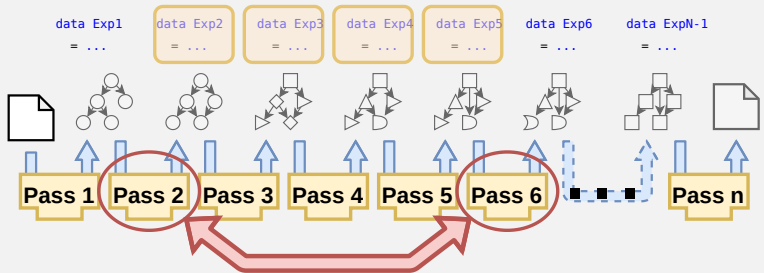 data Exp1 data Exp2 data Exp3 data Exp4 data Exp5 data Exp6 data ExpN-1
= ... = ... = ... = ... = ... = ... = ...
Pass 1 Pass 2 Pass 3 Pass 4 Pass 5 Pass 6 Pass n